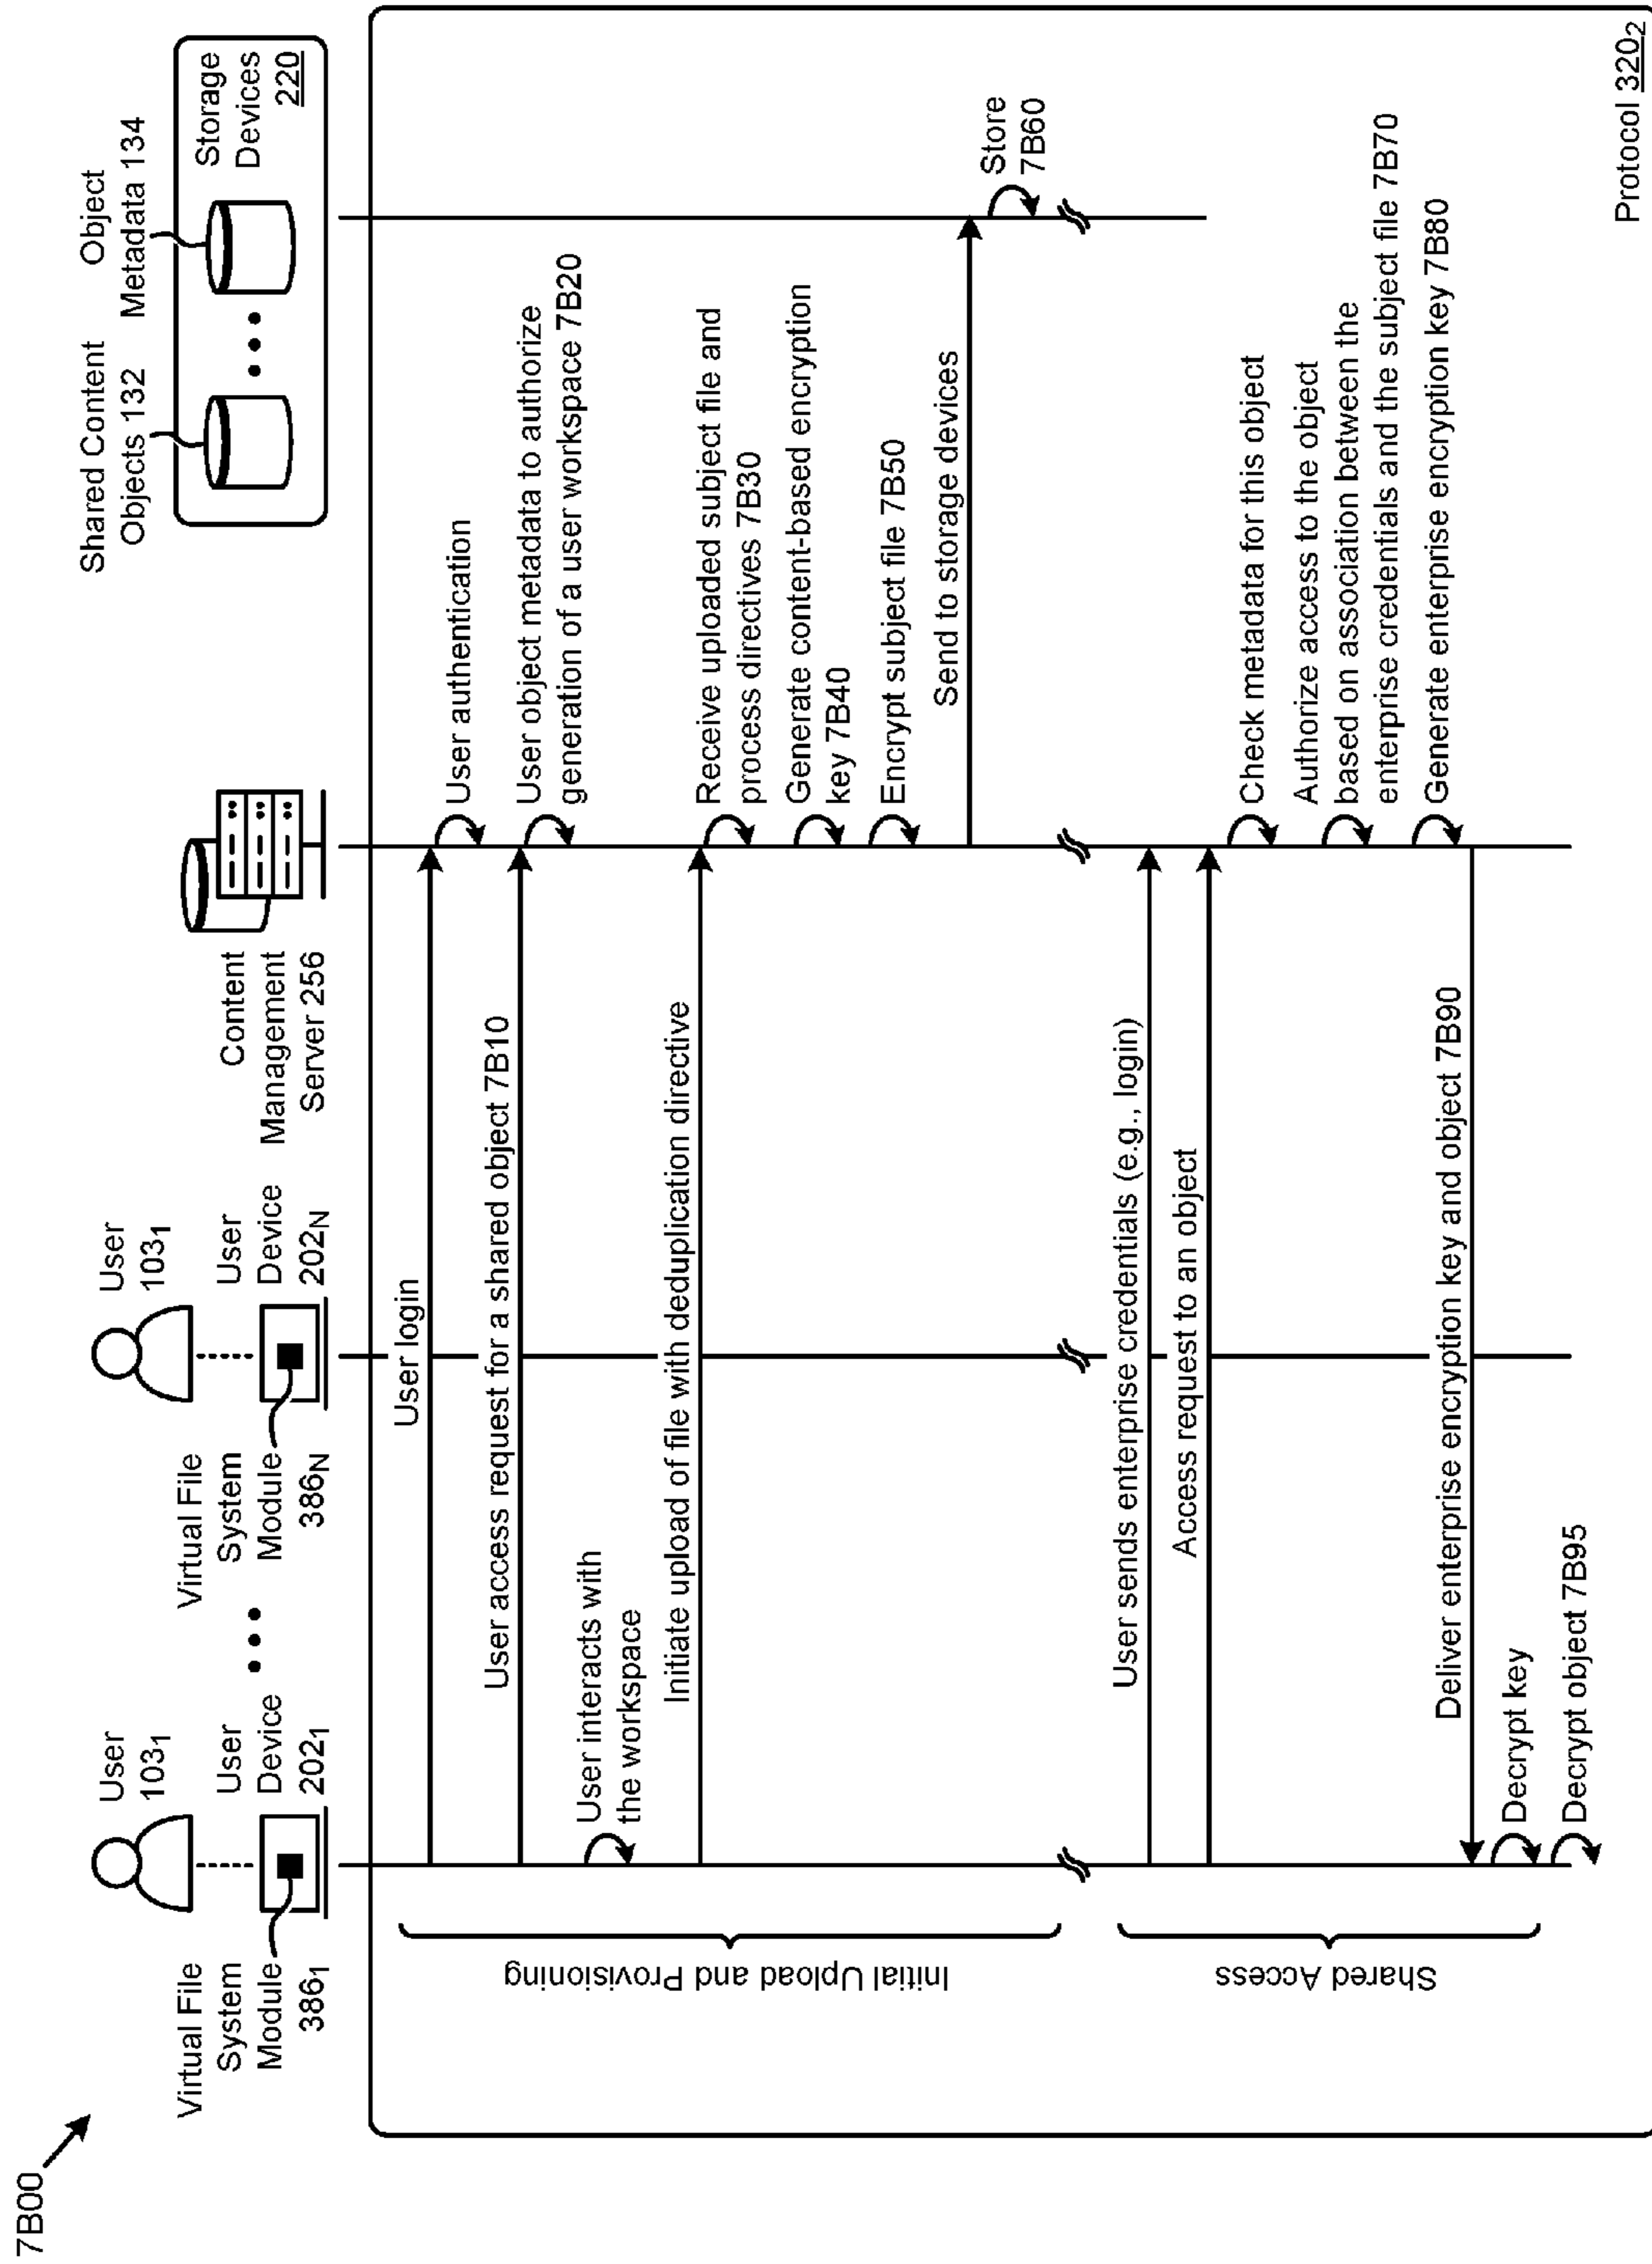 7B00
Virtual File
System
Module
386₁
User
103₁
User
Device
202₁
Virtual File
System
Module
386N
User
103₁
User
Device
202N
Content
Management
Server 256
Shared Content
Objects 132
Object
Metadata 134
Storage
Devices
220
Initial Upload and Provisioning
User login
User authentication
User access request for a shared object 7B10
User object metadata to authorize
generation of a user workspace 7B20
User interacts with
the workspace
Initiate upload of file with deduplication directive
Receive uploaded subject file and
process directives 7B30
Generate content-based encryption
key 7B40
Encrypt subject file 7B50
Send to storage devices
Store
7B60
Shared Access
User sends enterprise credentials (e.g., login)
Access request to an object
Check metadata for this object
Authorize access to the object
based on association between the
enterprise credentials and the subject file 7B70
Generate enterprise encryption key 7B80
Deliver enterprise encryption key and object 7B90
Decrypt key
Decrypt object 7B95
Protocol 320₂